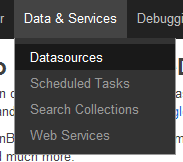 r Data & Services Debuggi
Datasources
Scheduled Tasks
Search Collections
Web Services
l much more.